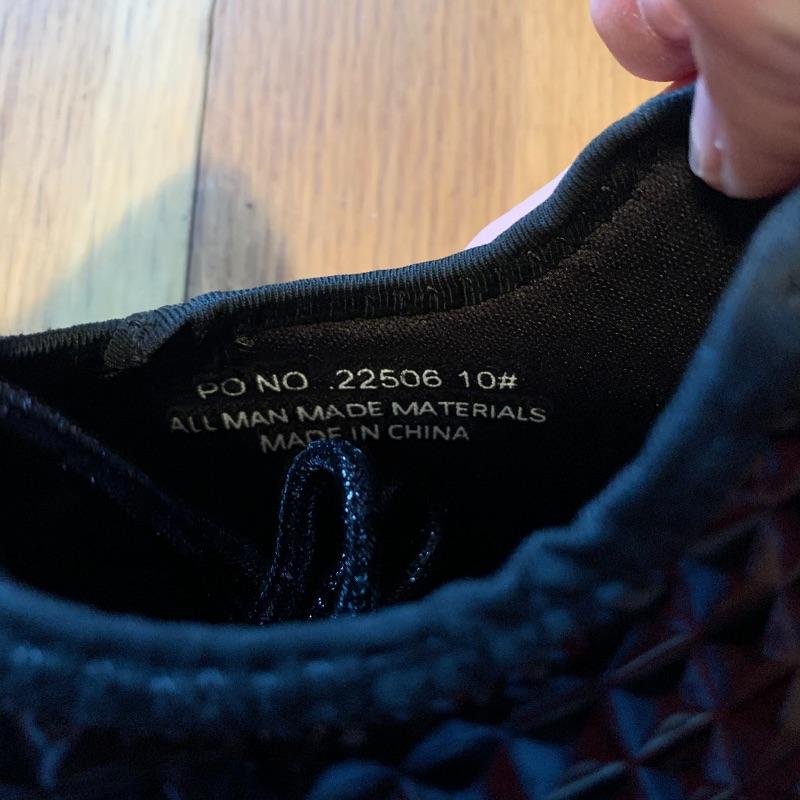 PO NO .22506 10#
ALL MAN MADE MATERIALS
MADE IN CHINA